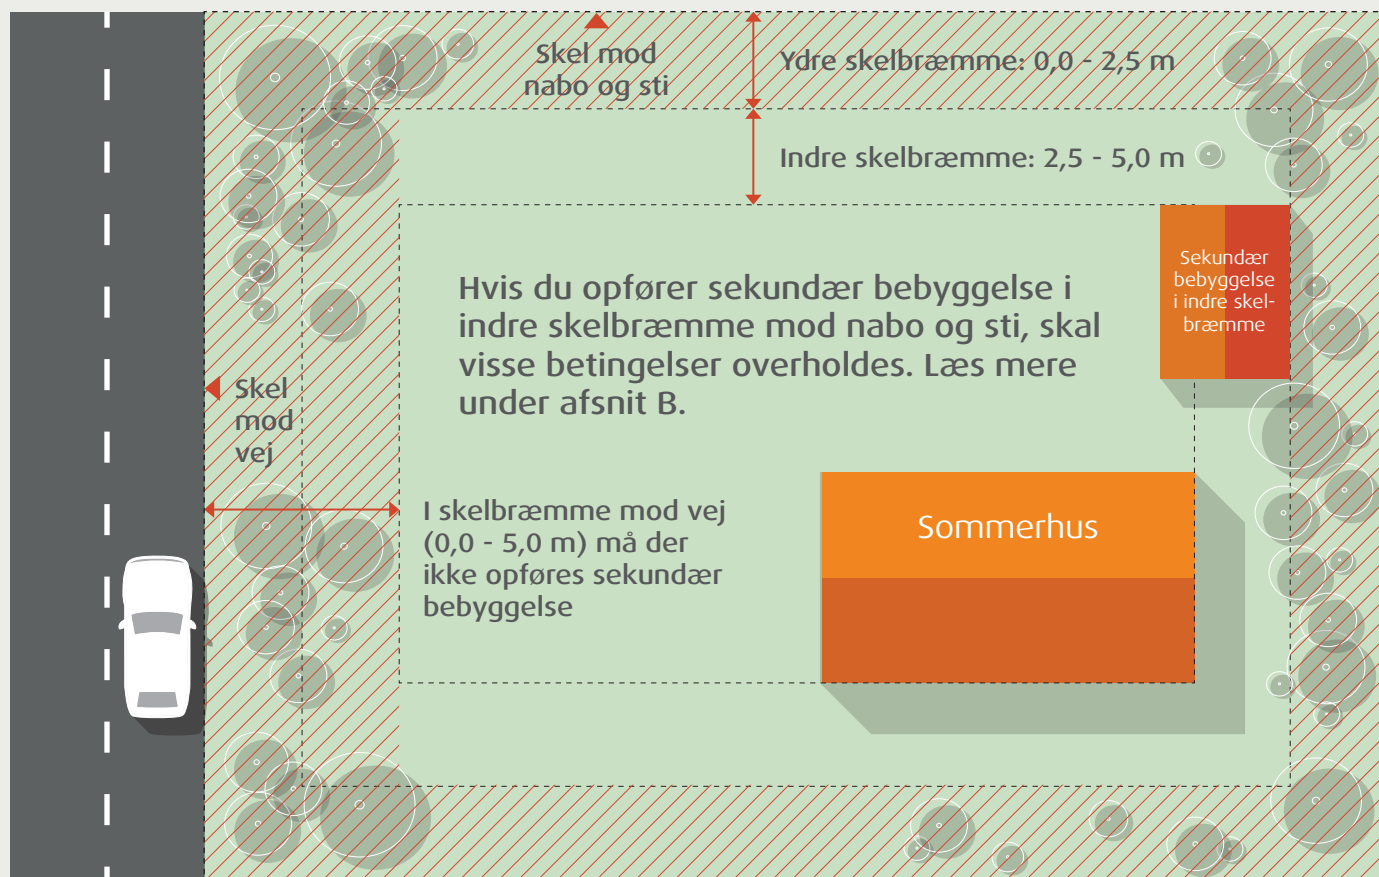 Skel mod
nabo og sti
Ydre skelbræmme: 0,0 - 2,5 m
Indre skelbræmme: 2,5 - 5,0 m
Sekundær
bebyggelse
i indre skel-
bræmme
Hvis du opfører sekundær bebyggelse i
indre skelbræmme mod nabo og sti, skal
visse betingelser overholdes. Læs mere
under afsnit B.
Skel
mod
vej
I skelbræmme mod vej
(0,0 - 5,0 m) må der
ikke opføres sekundær
bebyggelse
Sommerhus